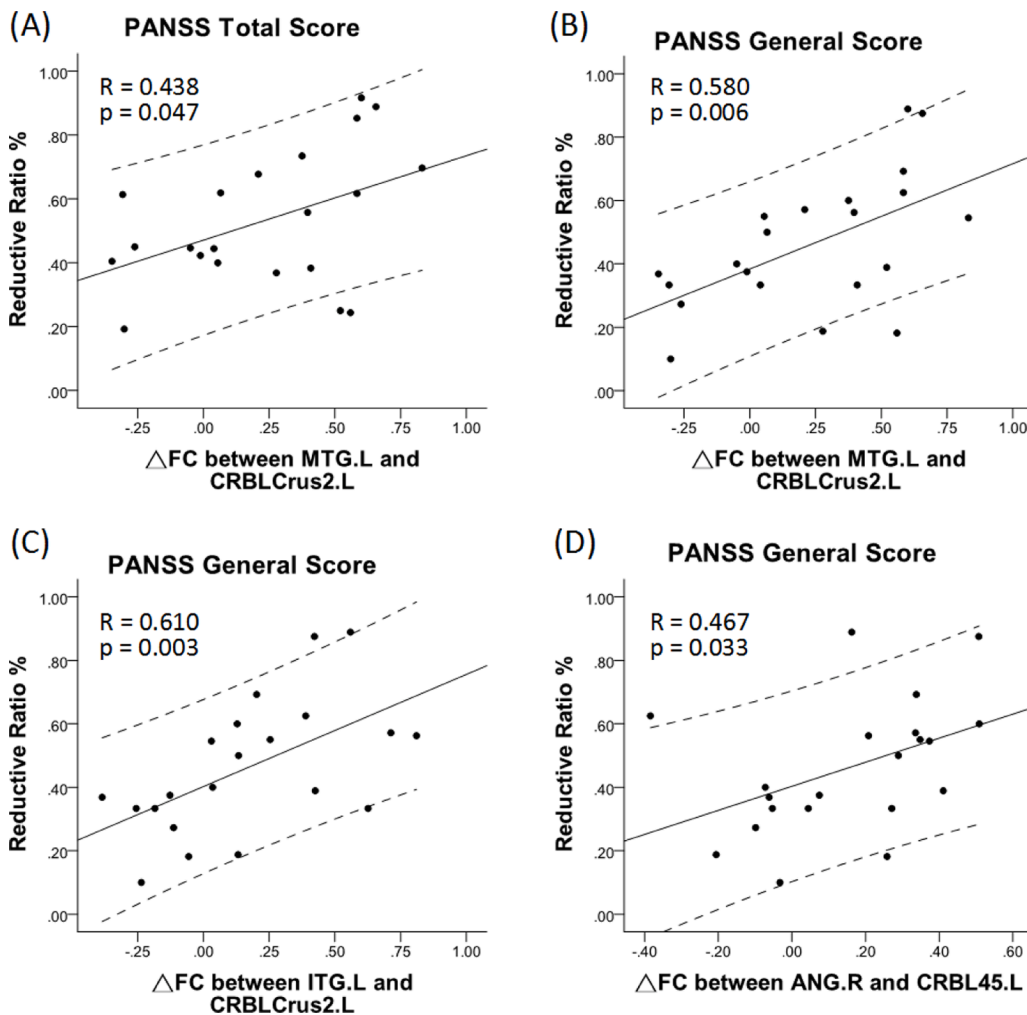 (A)
PANSS Total Score
R = 0.438
p = 0.047
Reductive Ratio %
1.00
.80
.60
.40
.20
.00
-.25 .00 .25 .50 .75 1.00
△FC between MTG.L and
CRBLCrus2.L
(B)
PANSS General Score
R = 0.580
p = 0.006
Reductive Ratio %
1.00
.80
.60
.40
.20
.00
-.25 .00 .25 .50 .75 1.00
△FC between MTG.L and
CRBLCrus2.L
(C)
PANSS General Score
R = 0.610
p = 0.003
Reductive Ratio %
1.00
.80
.60
.40
.20
.00
-.25 .00 .25 .50 .75 1.00
△FC between ITG.L and
CRBLCrus2.L
(D)
PANSS General Score
R = 0.467
p = 0.033
Reductive Ratio %
1.00
.80
.60
.40
.20
.00
-.40 -.20 .00 .20 .40 .60
△FC between ANG.R and CRBL45.L